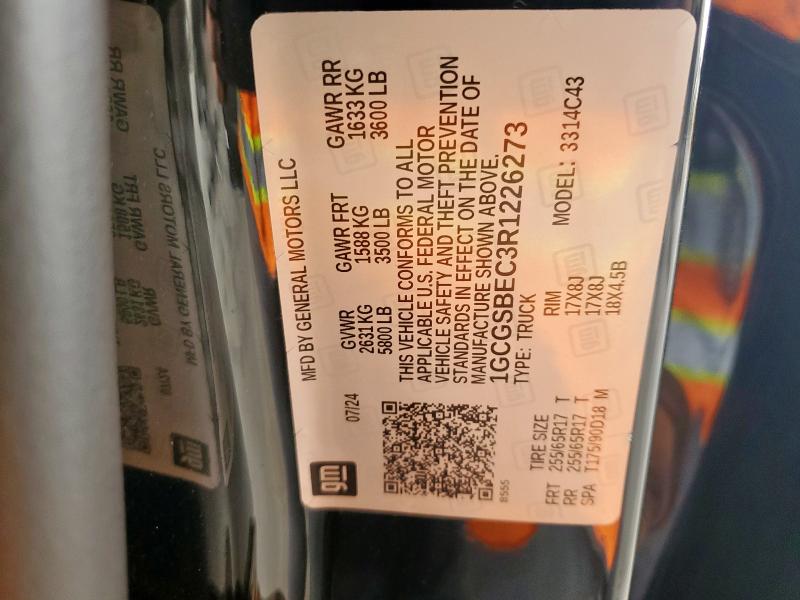 gm
MFD BY GENERAL MOTORS LLC
07/24
GVWR GAWR FRT GAWR RR
2631 KG 1588 KG 1633 KG
5800 LB 3500 LB 3600 LB
THIS VEHICLE CONFORMS TO ALL
APPLICABLE U.S. FEDERAL MOTOR
VEHICLE SAFETY AND THEFT PREVENTION
STANDARDS IN EFFECT ON THE DATE OF
MANUFACTURE SHOWN ABOVE.
1GCGSBEC3R1226273
TYPE: TRUCK
MODEL: 3314C43
8555
TIRE SIZE RIM
FRT 255/65R17 T 17X8J
RR 255/65R17 T 17X8J
SPA T175/90D18 M 18X4.5B